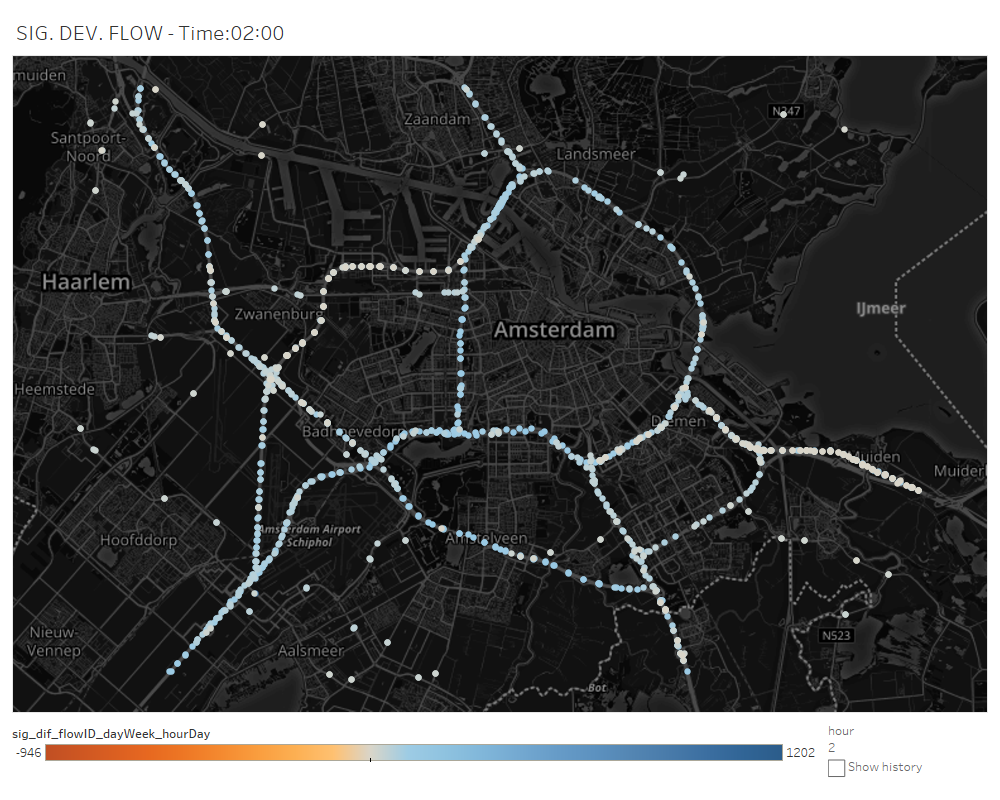 SIG. DEV. FLOW - Time:02:00
muiden
N247
Zaandam
Santpoort-
Noord
Landsmeer
Haarlem
IJmeer
Zwanenburg
Amsterdam
Heemstede
Diemen
Badhoevedorp
Muiden
Muider
Amsterdam Airport
Schiphol
Hoofddorp
Amstelveen
Nieuw-
Vennep
N523
Aalsmeer
Bot
sig_dif_flowID_dayWeek_hourDay
-946
1202
hour
2
Show history